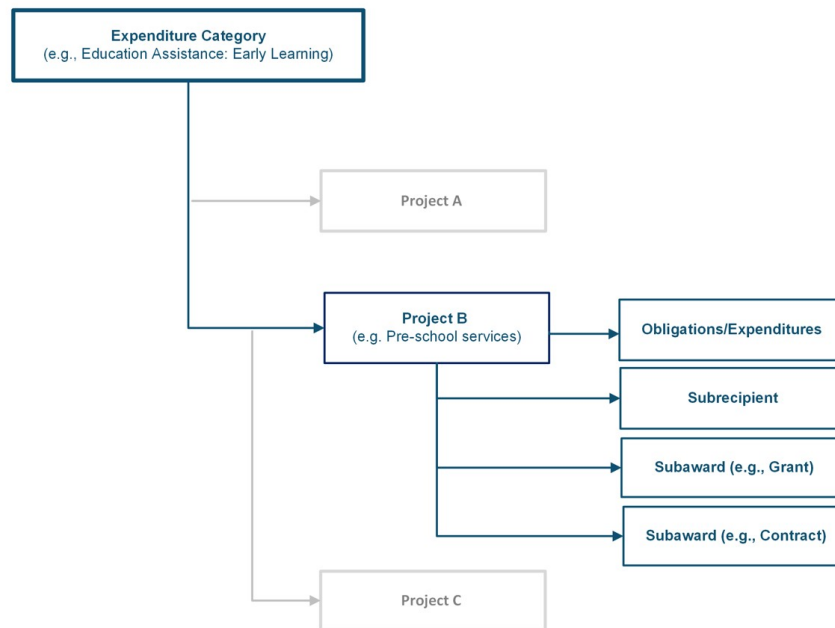 Expenditure Category
(e.g., Education Assistance: Early Learning)
Project A
Project B
(e.g. Pre-school services)
Obligations/Expenditures
Subrecipient
Subaward (e.g., Grant)
Subaward (e.g., Contract)
Project C